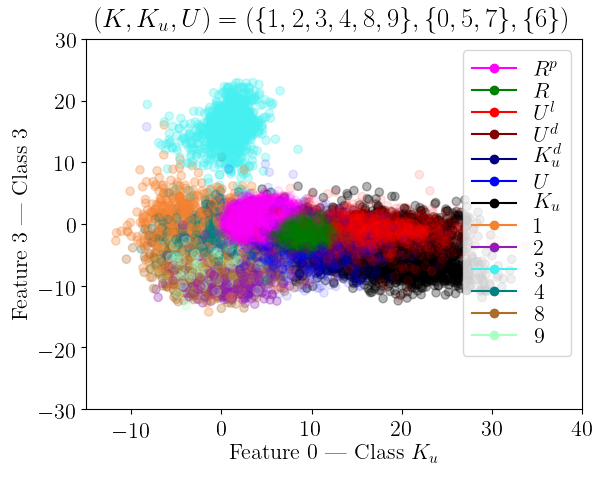 (K, K_u, U) = ({1, 2, 3, 4, 8, 9}, {0, 5, 7}, {6})
30
20
10
0
−10
−20
−30
Feature 3 — Class 3
−10 0 10 20 30 40
Feature 0 — Class K_u
R^p
R
U^l
U^d
K_u^d
U
K_u
1
2
3
4
8
9